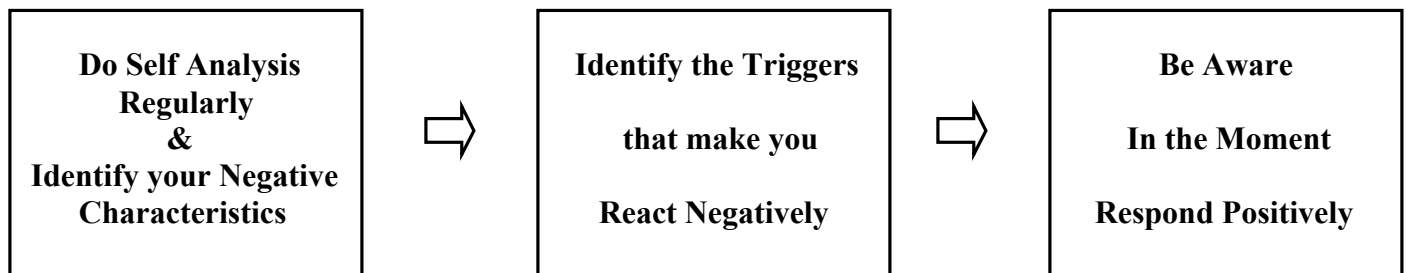 Do Self Analysis
Regularly
&
Identify your Negative
Characteristics
Identify the Triggers
that make you
React Negatively
Be Aware
In the Moment
Respond Positively